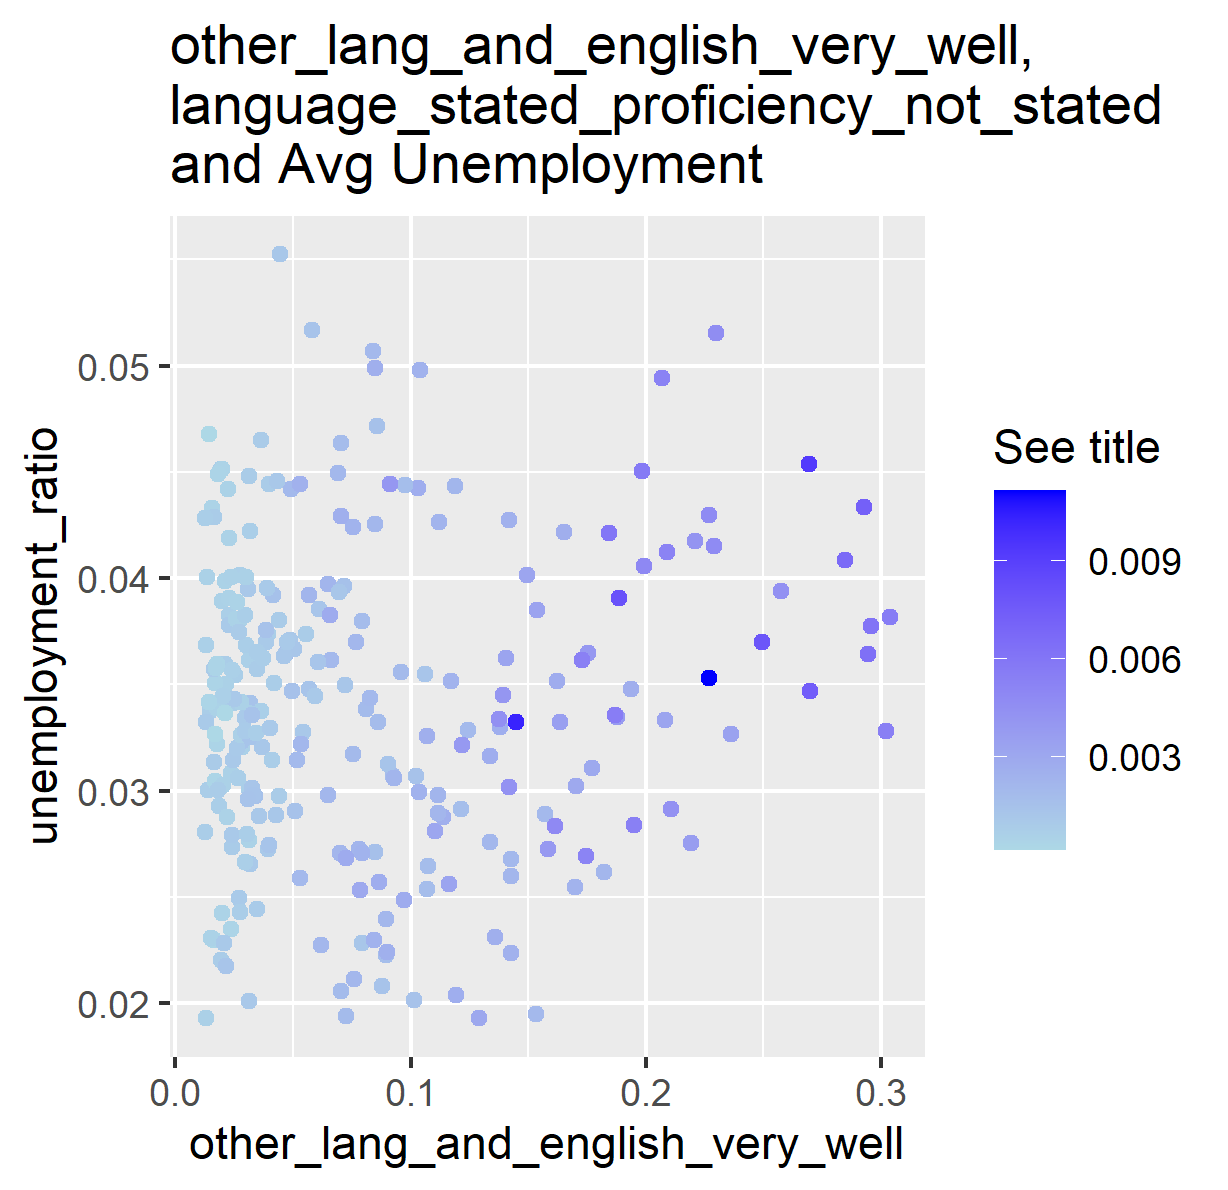 other_lang_and_english_very_well,
language_stated_proficiency_not_stated
and Avg Unemployment
unemployment_ratio
0.05
0.04
0.03
0.02
0.0
0.1
0.2
0.3
other_lang_and_english_very_well
See title
0.009
0.006
0.003